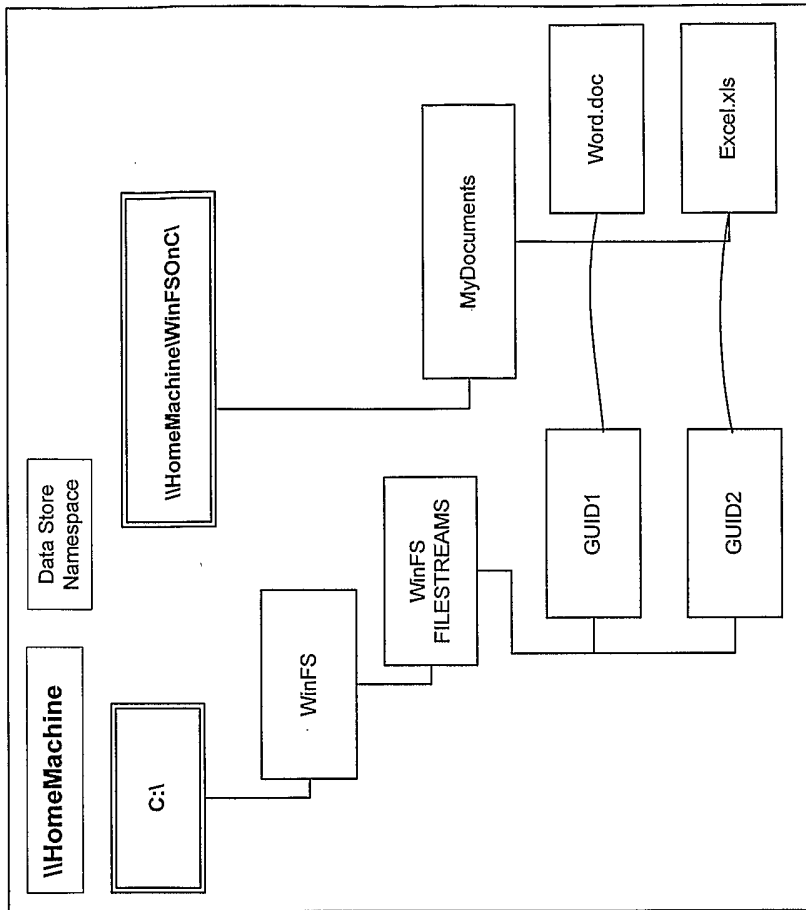 \\HomeMachine
Data Store
Namespace
C:\
\\HomeMachine\WinFSOnC\
WinFS
WinFS
FILESTREAMS
MyDocuments
GUID1
Word.doc
GUID2
Excel.xls